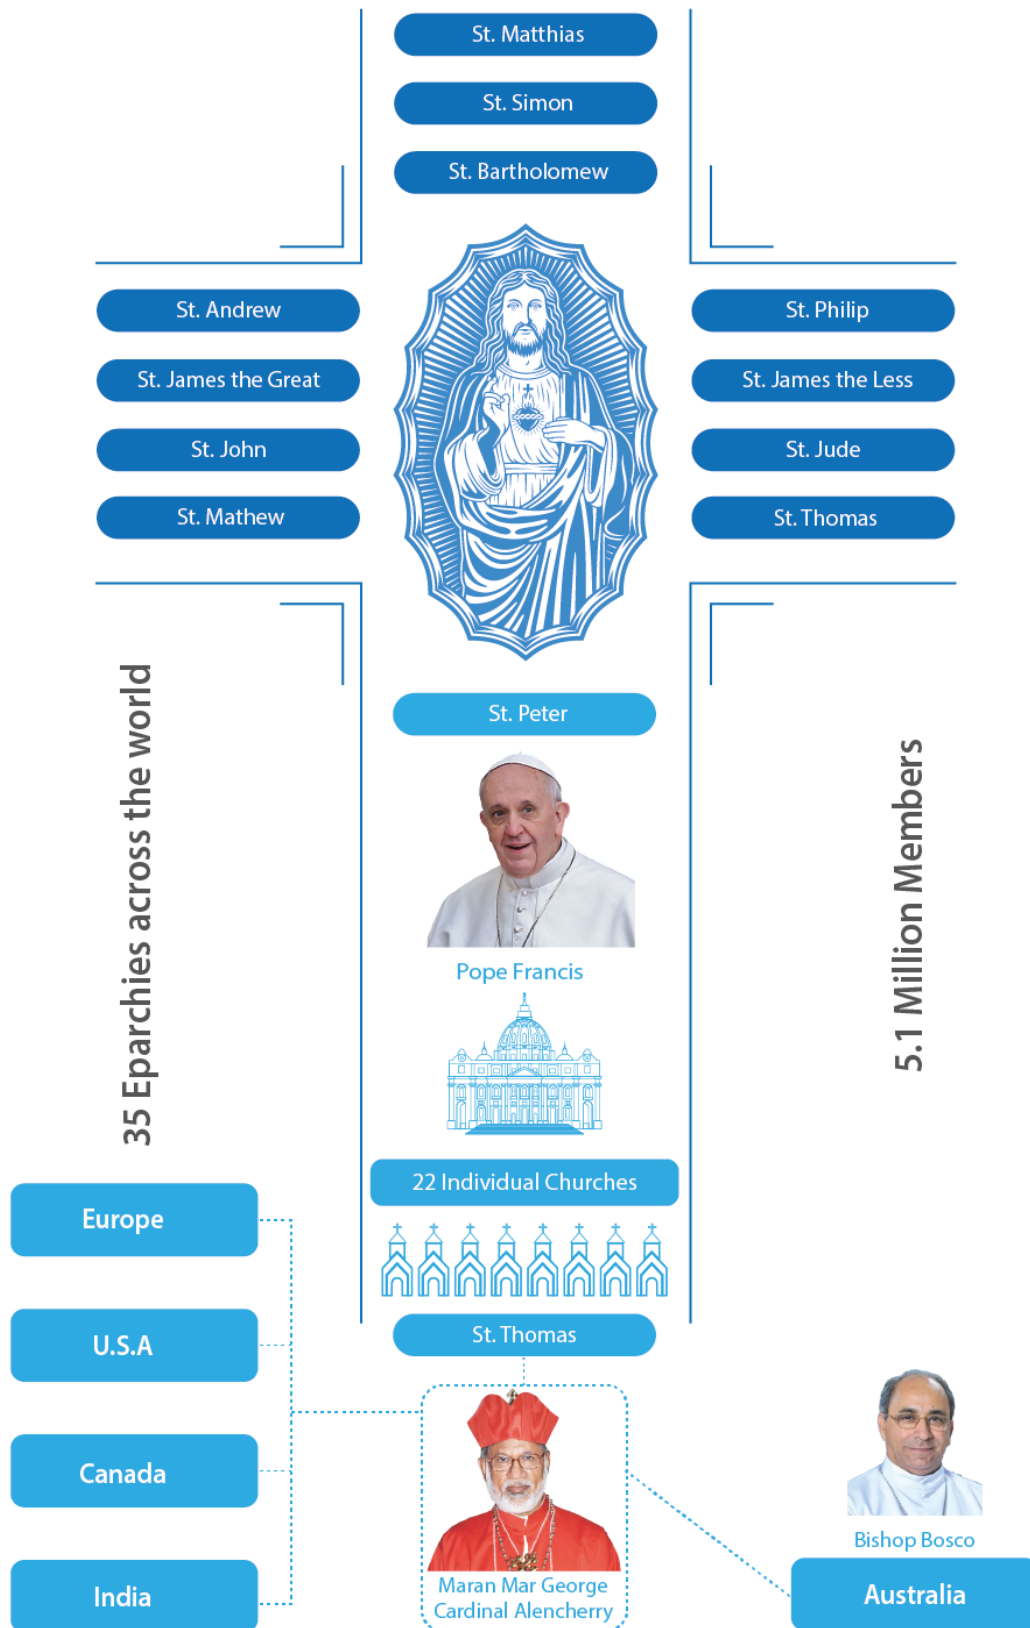 St. Matthias
St. Simon
St. Bartholomew
St. Andrew
St. James the Great
St. John
St. Mathew
St. Philip
St. James the Less
St. Jude
St. Thomas
St. Peter
Pope Francis
35 Eparchies across the world
5.1 Million Members
22 Individual Churches
St. Thomas
Europe
U.S.A
Canada
India
Maran Mar George
Cardinal Alencherry
Bishop Bosco
Australia